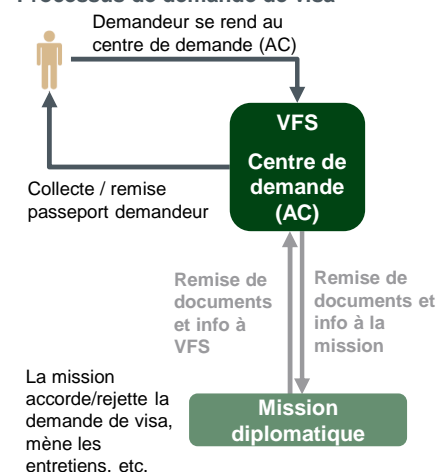 Processus de demande de visa
Demandeur se rend au
centre de demande (AC)
VFS
Centre de
demande
(AC)
Collecte / remise
passeport demandeur
Remise de
documents
et info à
VFS
Remise de
documents et
info à la
mission
La mission
accorde/rejette la
demande de visa,
mène les
entretiens, etc.
Mission
diplomatique